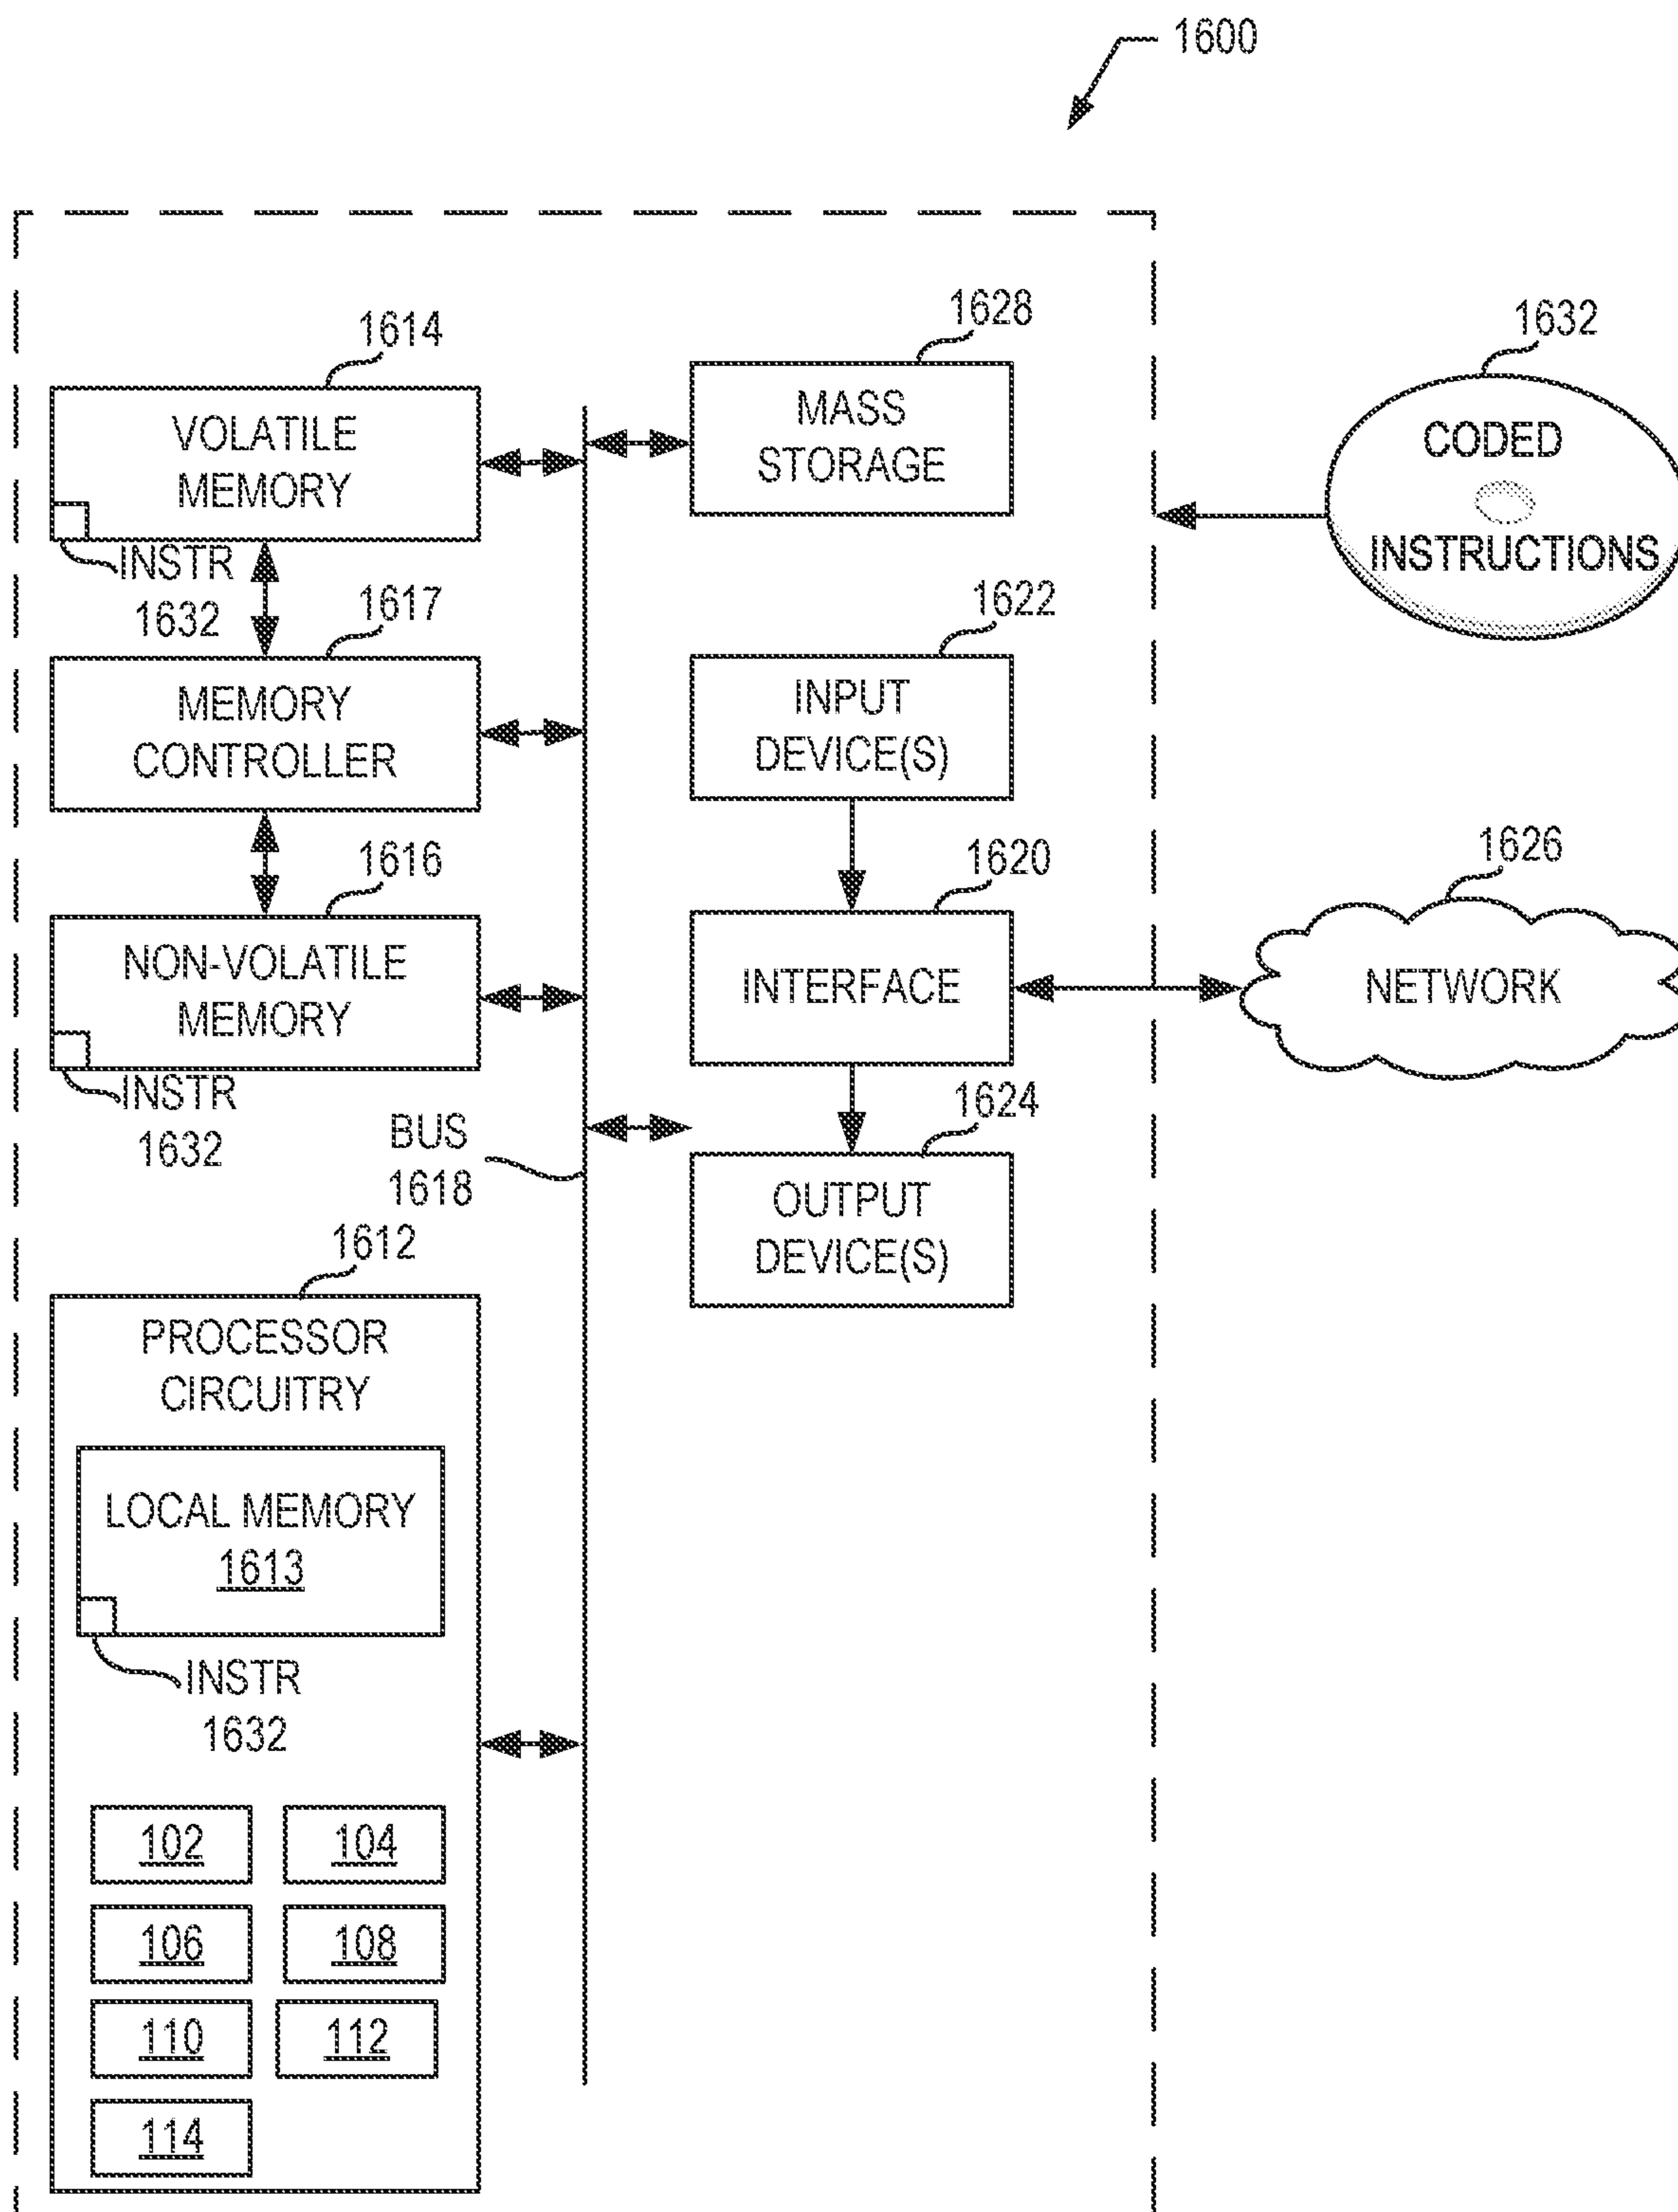 1600
1614
VOLATILE
MEMORY
INSTR
1632
1617
MEMORY
CONTROLLER
1616
NON-VOLATILE
MEMORY
INSTR
1632
BUS
1618
1612
PROCESSOR
CIRCUITRY
LOCAL MEMORY
1613
INSTR
1632
102
104
106
108
110
112
114
1628
MASS
STORAGE
1622
INPUT
DEVICE(S)
1620
INTERFACE
1624
OUTPUT
DEVICE(S)
1632
CODED
INSTRUCTIONS
1626
NETWORK